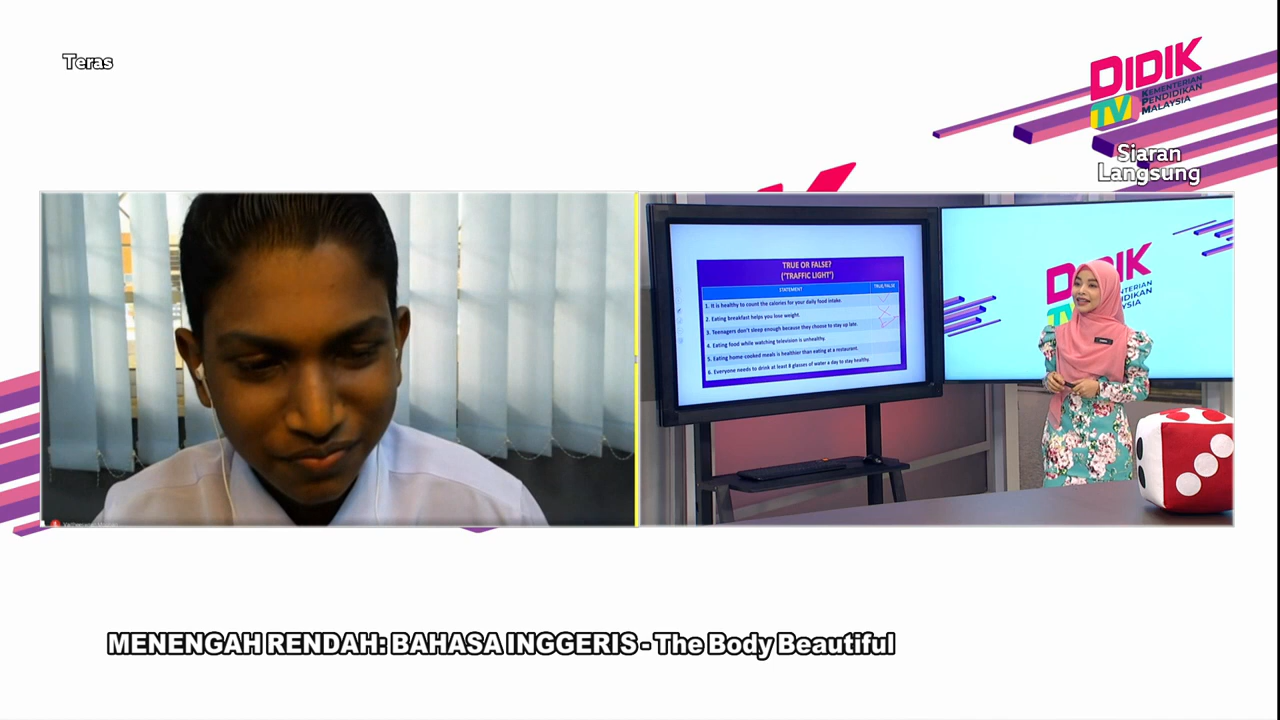 Teras
DIDIK
TV
KEMENTERIAN
PENDIDIKAN
MALAYSIA
Siaran
Langsung
TRUE OR FALSE?
('TRAFFIC LIGHT')
STATEMENT TRUE/FALSE
1. It is healthy to count the calories for your daily food intake.
2. Eating breakfast helps you lose weight.
3. Teenagers don't sleep enough because they choose to stay up late.
4. Eating food while watching television is unhealthy.
5. Eating home-cooked meals is healthier than eating at a restaurant.
6. Everyone needs to drink at least 8 glasses of water a day to stay healthy.
DIDIK
MENENGAH RENDAH: BAHASA INGGERIS - The Body Beautiful